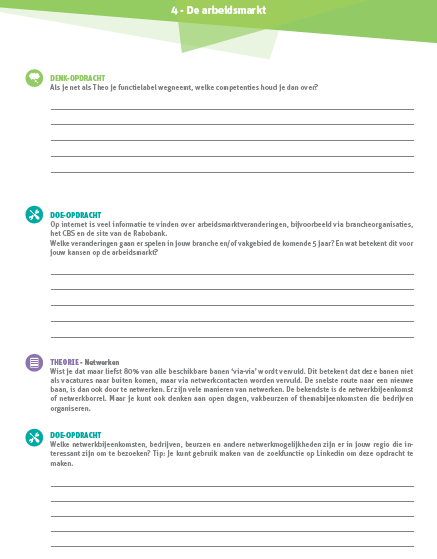 4 - De arbeidsmarkt
DENK-OPDRACHT
Als je net als Theo je functielabel wegneemt, welke competenties houd je dan over?
DOE-OPDRACHT
Op internet is veel informatie te vinden over arbeidsmarktveranderingen, bijvoorbeeld via brancheorganisaties,
het CBS en de site van de Rabobank.
Welke veranderingen gaan er spelen in jouw branche en/of vakgebied de komende 5 jaar? En wat betekent dit voor
jouw kansen op de arbeidsmarkt?
THEORIE - Netwerken
Wist je dat maar liefst 80% van alle beschikbare banen ‘via-via’ wordt vervuld. Dit betekent dat deze banen niet
als vacatures naar buiten komen, maar via netwerkcontacten worden vervuld. De snelste route naar een nieuwe
baan, is dan ook door te netwerken. Er zijn vele manieren van netwerken. De bekendste is de netwerkbijeenkomst
of netwerkborrel. Maar je kunt ook denken aan open dagen, vakbeurzen of themabijeenkomsten die bedrijven
organiseren.
DOE-OPDRACHT
Welke netwerkbijeenkomsten, bedrijven, beurzen en andere netwerkmogelijkheden zijn er in jouw regio die in-
teressant zijn om te bezoeken? Tip: je kunt gebruik maken van de zoekfunctie op Linkedin om deze opdracht te
maken.